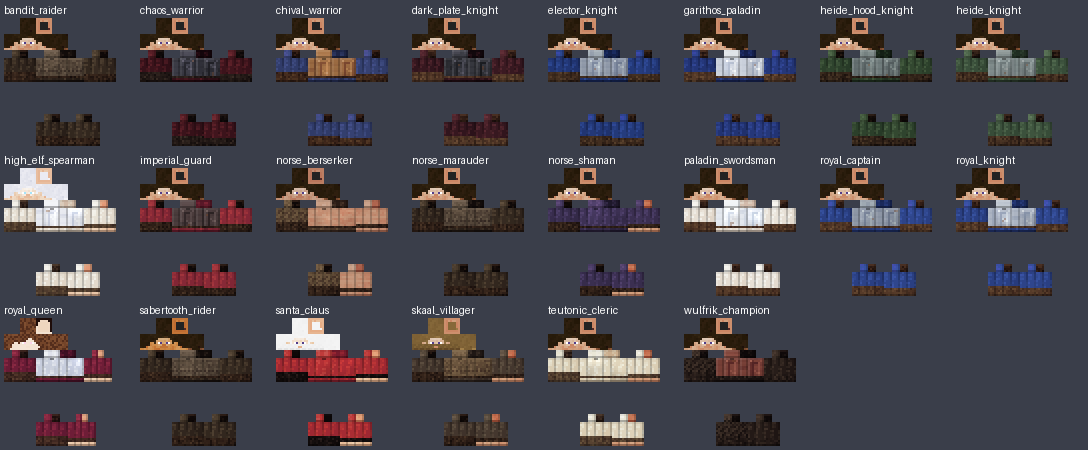 bandit_raider chaos_warrior chival_warrior dark_plate_knight elector_knight garithos_paladin heide_hood_knight heide_knight
high_elf_spearman imperial_guard norse_berserker norse_marauder norse_shaman paladin_swordsman royal_captain royal_knight
royal_queen sabertooth_rider santa_claus skaal_villager teutonic_cleric wulfrik_champion